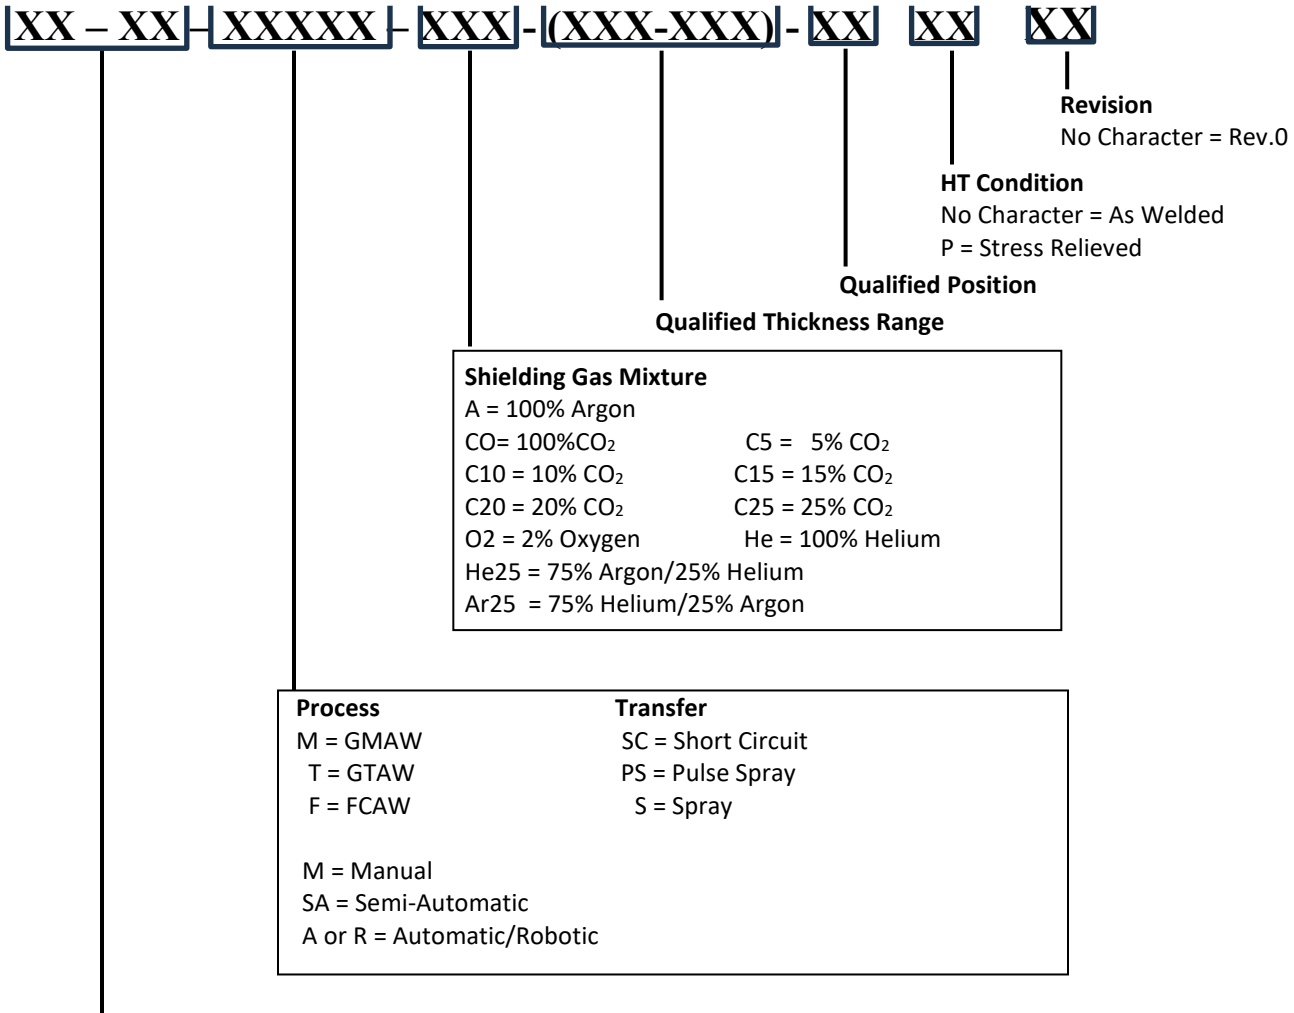 XX – XX – XXXXX – XXX - (XXX-XXX) - XX XX XX
Revision
No Character = Rev.0
HT Condition
No Character = As Welded
P = Stress Relieved
Qualified Position
Qualified Thickness Range
Shielding Gas Mixture
A = 100% Argon
CO= 100%CO₂ C5 = 5% CO₂
C10 = 10% CO₂ C15 = 15% CO₂
C20 = 20% CO₂ C25 = 25% CO₂
O2 = 2% Oxygen He = 100% Helium
He25 = 75% Argon/25% Helium
Ar25 = 75% Helium/25% Argon
Process Transfer
M = GMAW SC = Short Circuit
T = GTAW PS = Pulse Spray
F = FCAW S = Spray
M = Manual
SA = Semi-Automatic
A or R = Automatic/Robotic